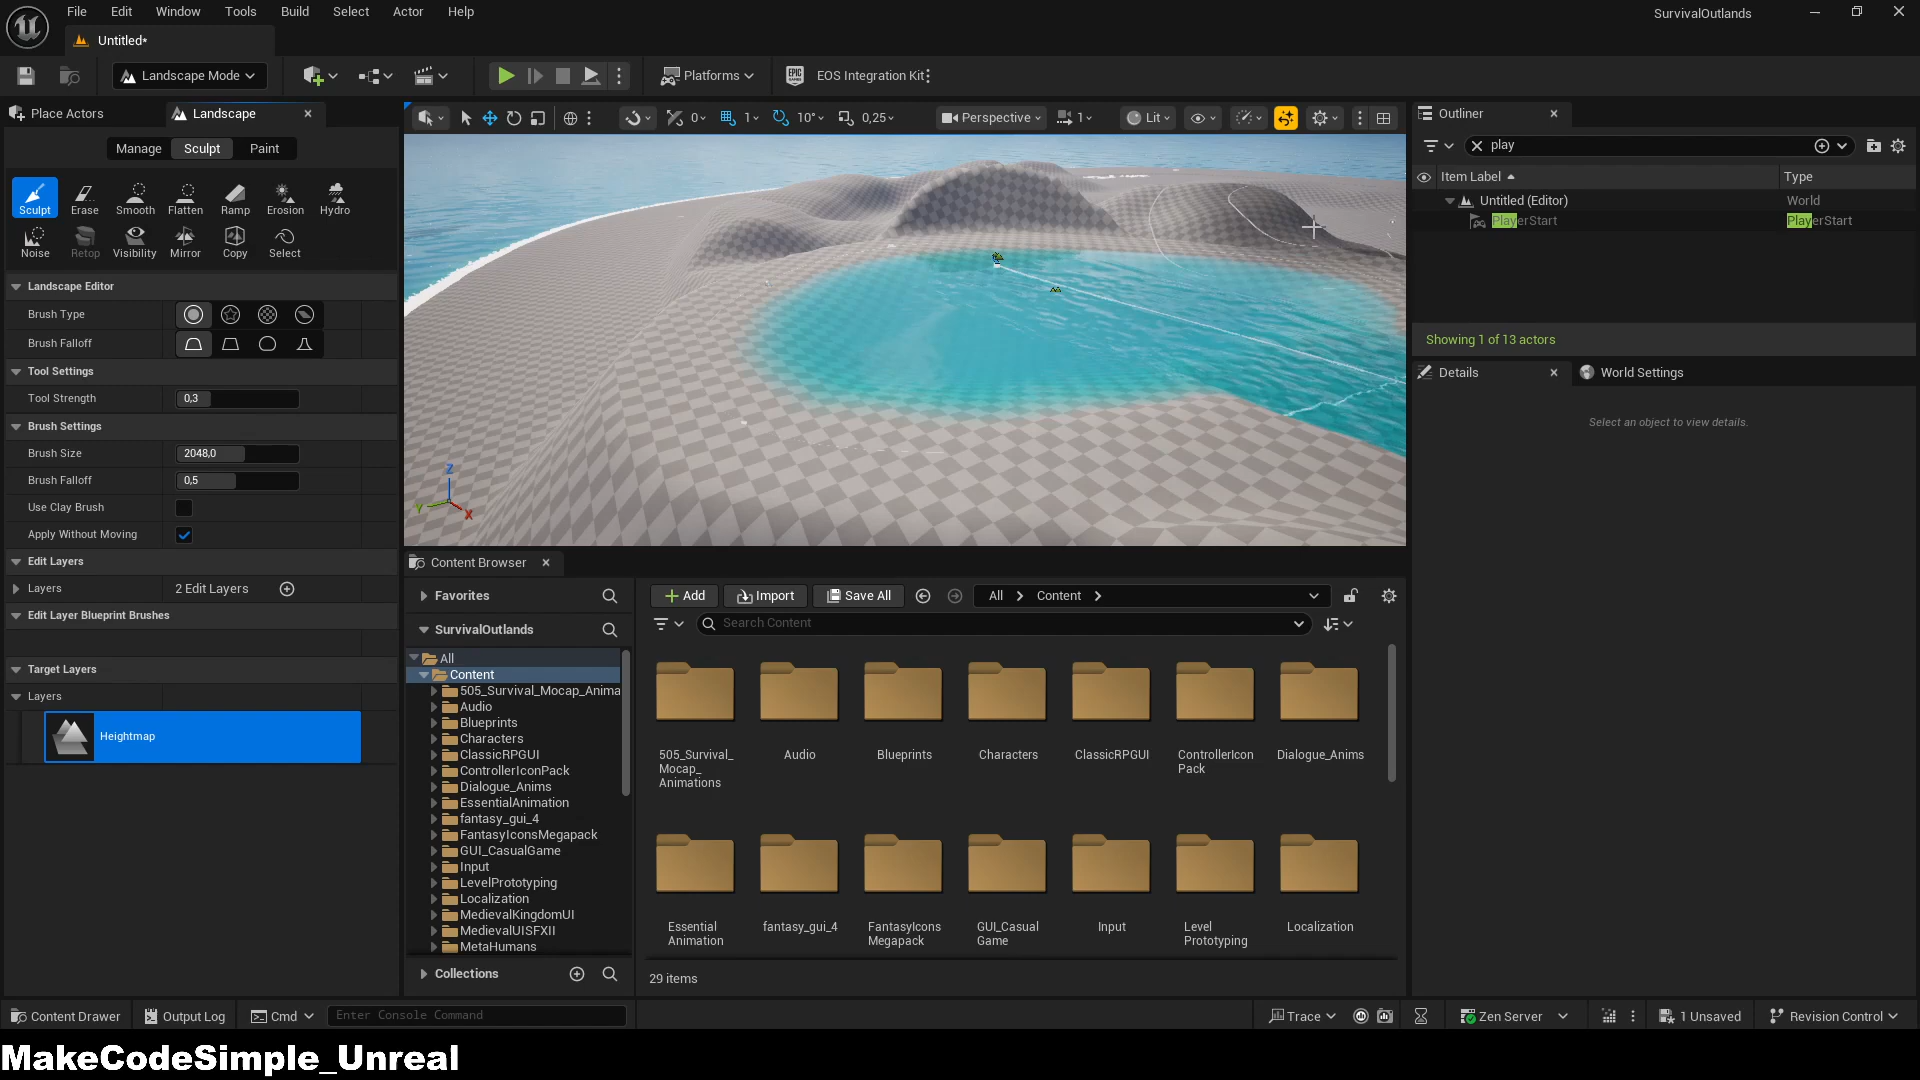 File Edit Window Tools Build Select Actor Help
SurvivalOutlands
Untitled*
Landscape Mode
Platforms
EPIC GAMES
EOS Integration Kit
Place Actors
Landscape
0
1
10°
0,25
Perspective
1
Lit
Outliner
Manage Sculpt Paint
play
Item Label Type
Untitled (Editor) World
PlayerStart PlayerStart
Sculpt Erase Smooth Flatten Ramp Erosion Hydro
Noise Retop Visibility Mirror Copy Select
Landscape Editor
Brush Type
Brush Falloff
Tool Settings
Tool Strength 0,3
Brush Settings
Brush Size 2048,0
Brush Falloff 0,5
Use Clay Brush
Apply Without Moving
Edit Layers
Layers 2 Edit Layers
Edit Layer Blueprint Brushes
Target Layers
Layers
Heightmap
Z
Y
X
Showing 1 of 13 actors
Details World Settings
Select an object to view details.
Content Browser
Favorites
SurvivalOutlands
All
Content
505_Survival_Mocap_Anima
Audio
Blueprints
Characters
ClassicRPGUI
ControllerIconPack
Dialogue_Anims
EssentialAnimation
fantasy_gui_4
FantasyIconsMegapack
GUI_CasualGame
Input
LevelPrototyping
Localization
MedievalKingdomUI
MedievalUISFXII
MetaHumans
Collections
Add Import Save All All Content
Search Content
505_Survival_
Mocap_
Animations
Audio
Blueprints
Characters
ClassicRPGUI
ControllerIcon
Pack
Dialogue_Anims
Essential
Animation
fantasy_gui_4
FantasyIcons
Megapack
GUI_Casual
Game
Input
Level
Prototyping
Localization
29 items
Content Drawer Output Log Cmd Enter Console Command
Trace Zen Server 1 Unsaved Revision Control
MakeCodeSimple_Unreal